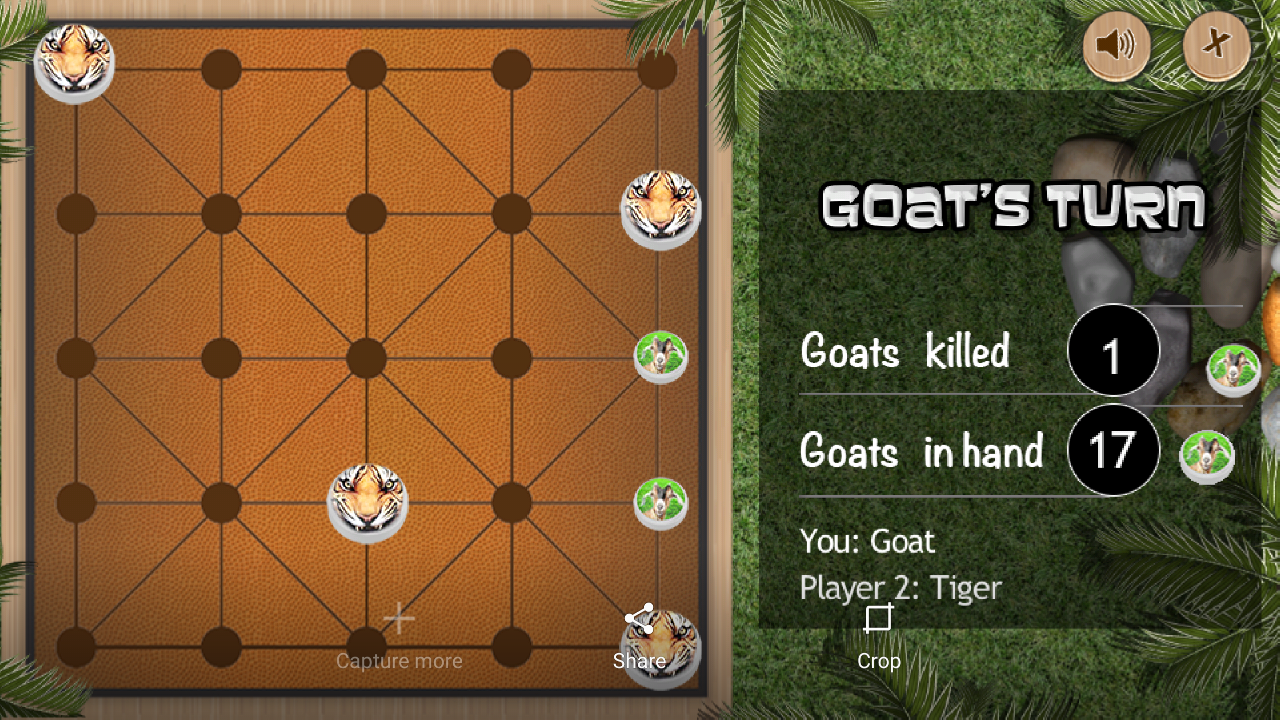 GOAT'S TURN
Goats killed 1
Goats in hand 17
You: Goat
Player 2: Tiger
Capture more Share Crop